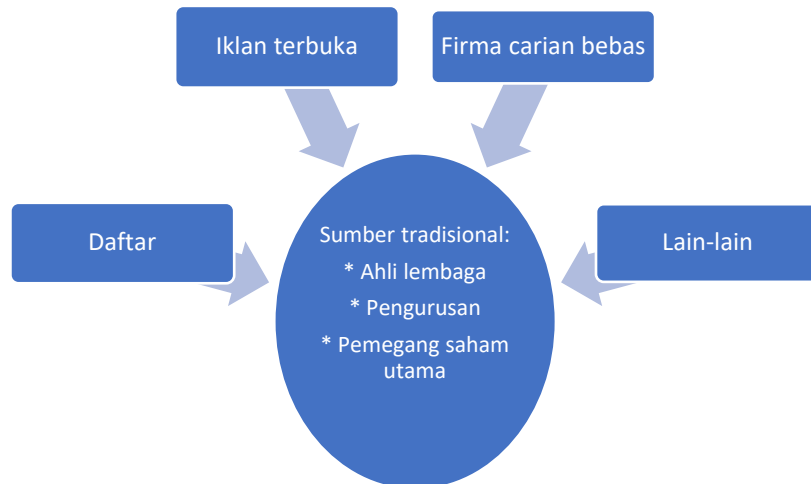 Iklan terbuka
Firma carian bebas
Daftar
Lain-lain
Sumber tradisional:
* Ahli lembaga
* Pengurusan
* Pemegang saham
utama